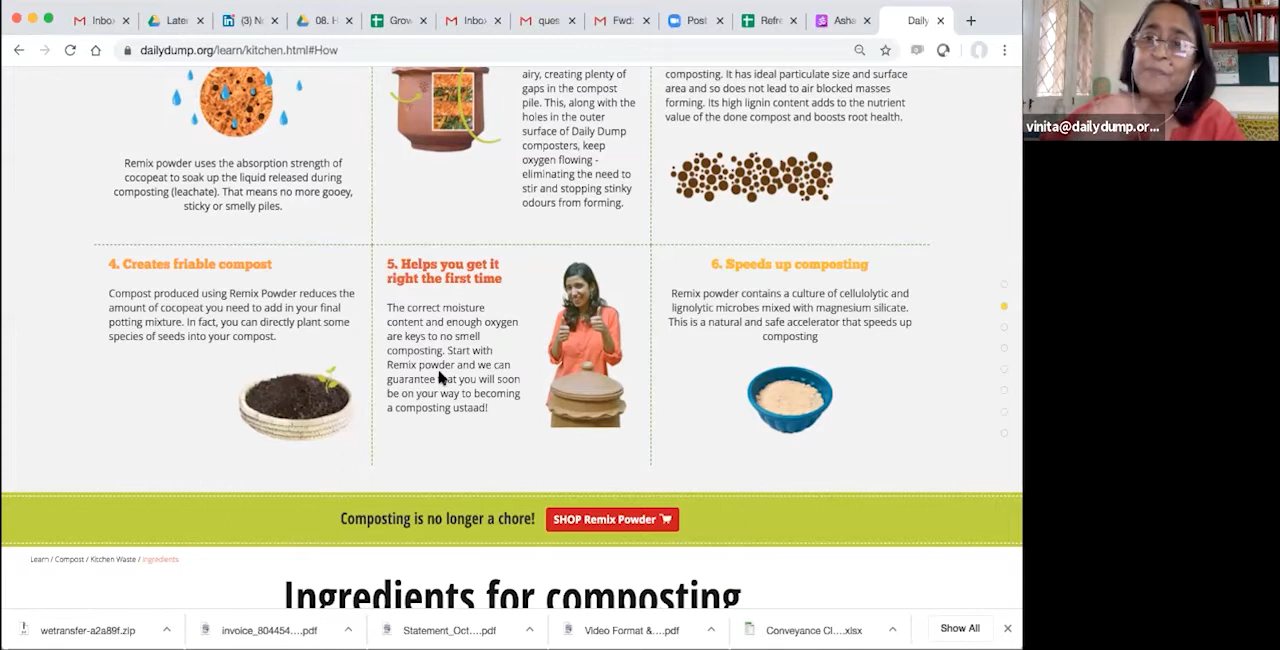 Inbo
Later
(3) No
08. H
Grow
Inbox
ques
Fwd:
Post
Refre
Asha
Daily
dailydump.org/learn/kitchen.html#How
vinita@dailydump.or...
Remix powder uses the absorption strength of
cocopeat to soak up the liquid released during
composting (leachate). That means no more gooey,
sticky or smelly piles.
airy, creating plenty of
gaps in the compost
pile. This, along with the
holes in the outer
surface of Daily Dump
composters, keep
oxygen flowing -
eliminating the need to
stir and stopping stinky
odours from forming.
composting. It has ideal particulate size and surface
area and so does not lead to air blocked masses
forming. Its high lignin content adds to the nutrient
value of the done compost and boosts root health.
4. Creates friable compost
Compost produced using Remix Powder reduces the
amount of cocopeat you need to add in your final
potting mixture. In fact, you can directly plant some
species of seeds into your compost.
5. Helps you get it
right the first time
The correct moisture
content and enough oxygen
are keys to no smell
composting. Start with
Remix powder and we can
guarantee that you will soon
be on your way to becoming
a composting ustaad!
6. Speeds up composting
Remix powder contains a culture of cellulolytic and
lignolytic microbes mixed with magnesium silicate.
This is a natural and safe accelerator that speeds up
composting
Composting is no longer a chore!
SHOP Remix Powder
Learn / Compost / Kitchen Waste / Ingredients
Ingredients for composting
wetransfer-a2a89f.zip
invoice_804454....pdf
Statement_Oct....pdf
Video Format &....pdf
Conveyance Cl....xlsx
Show All